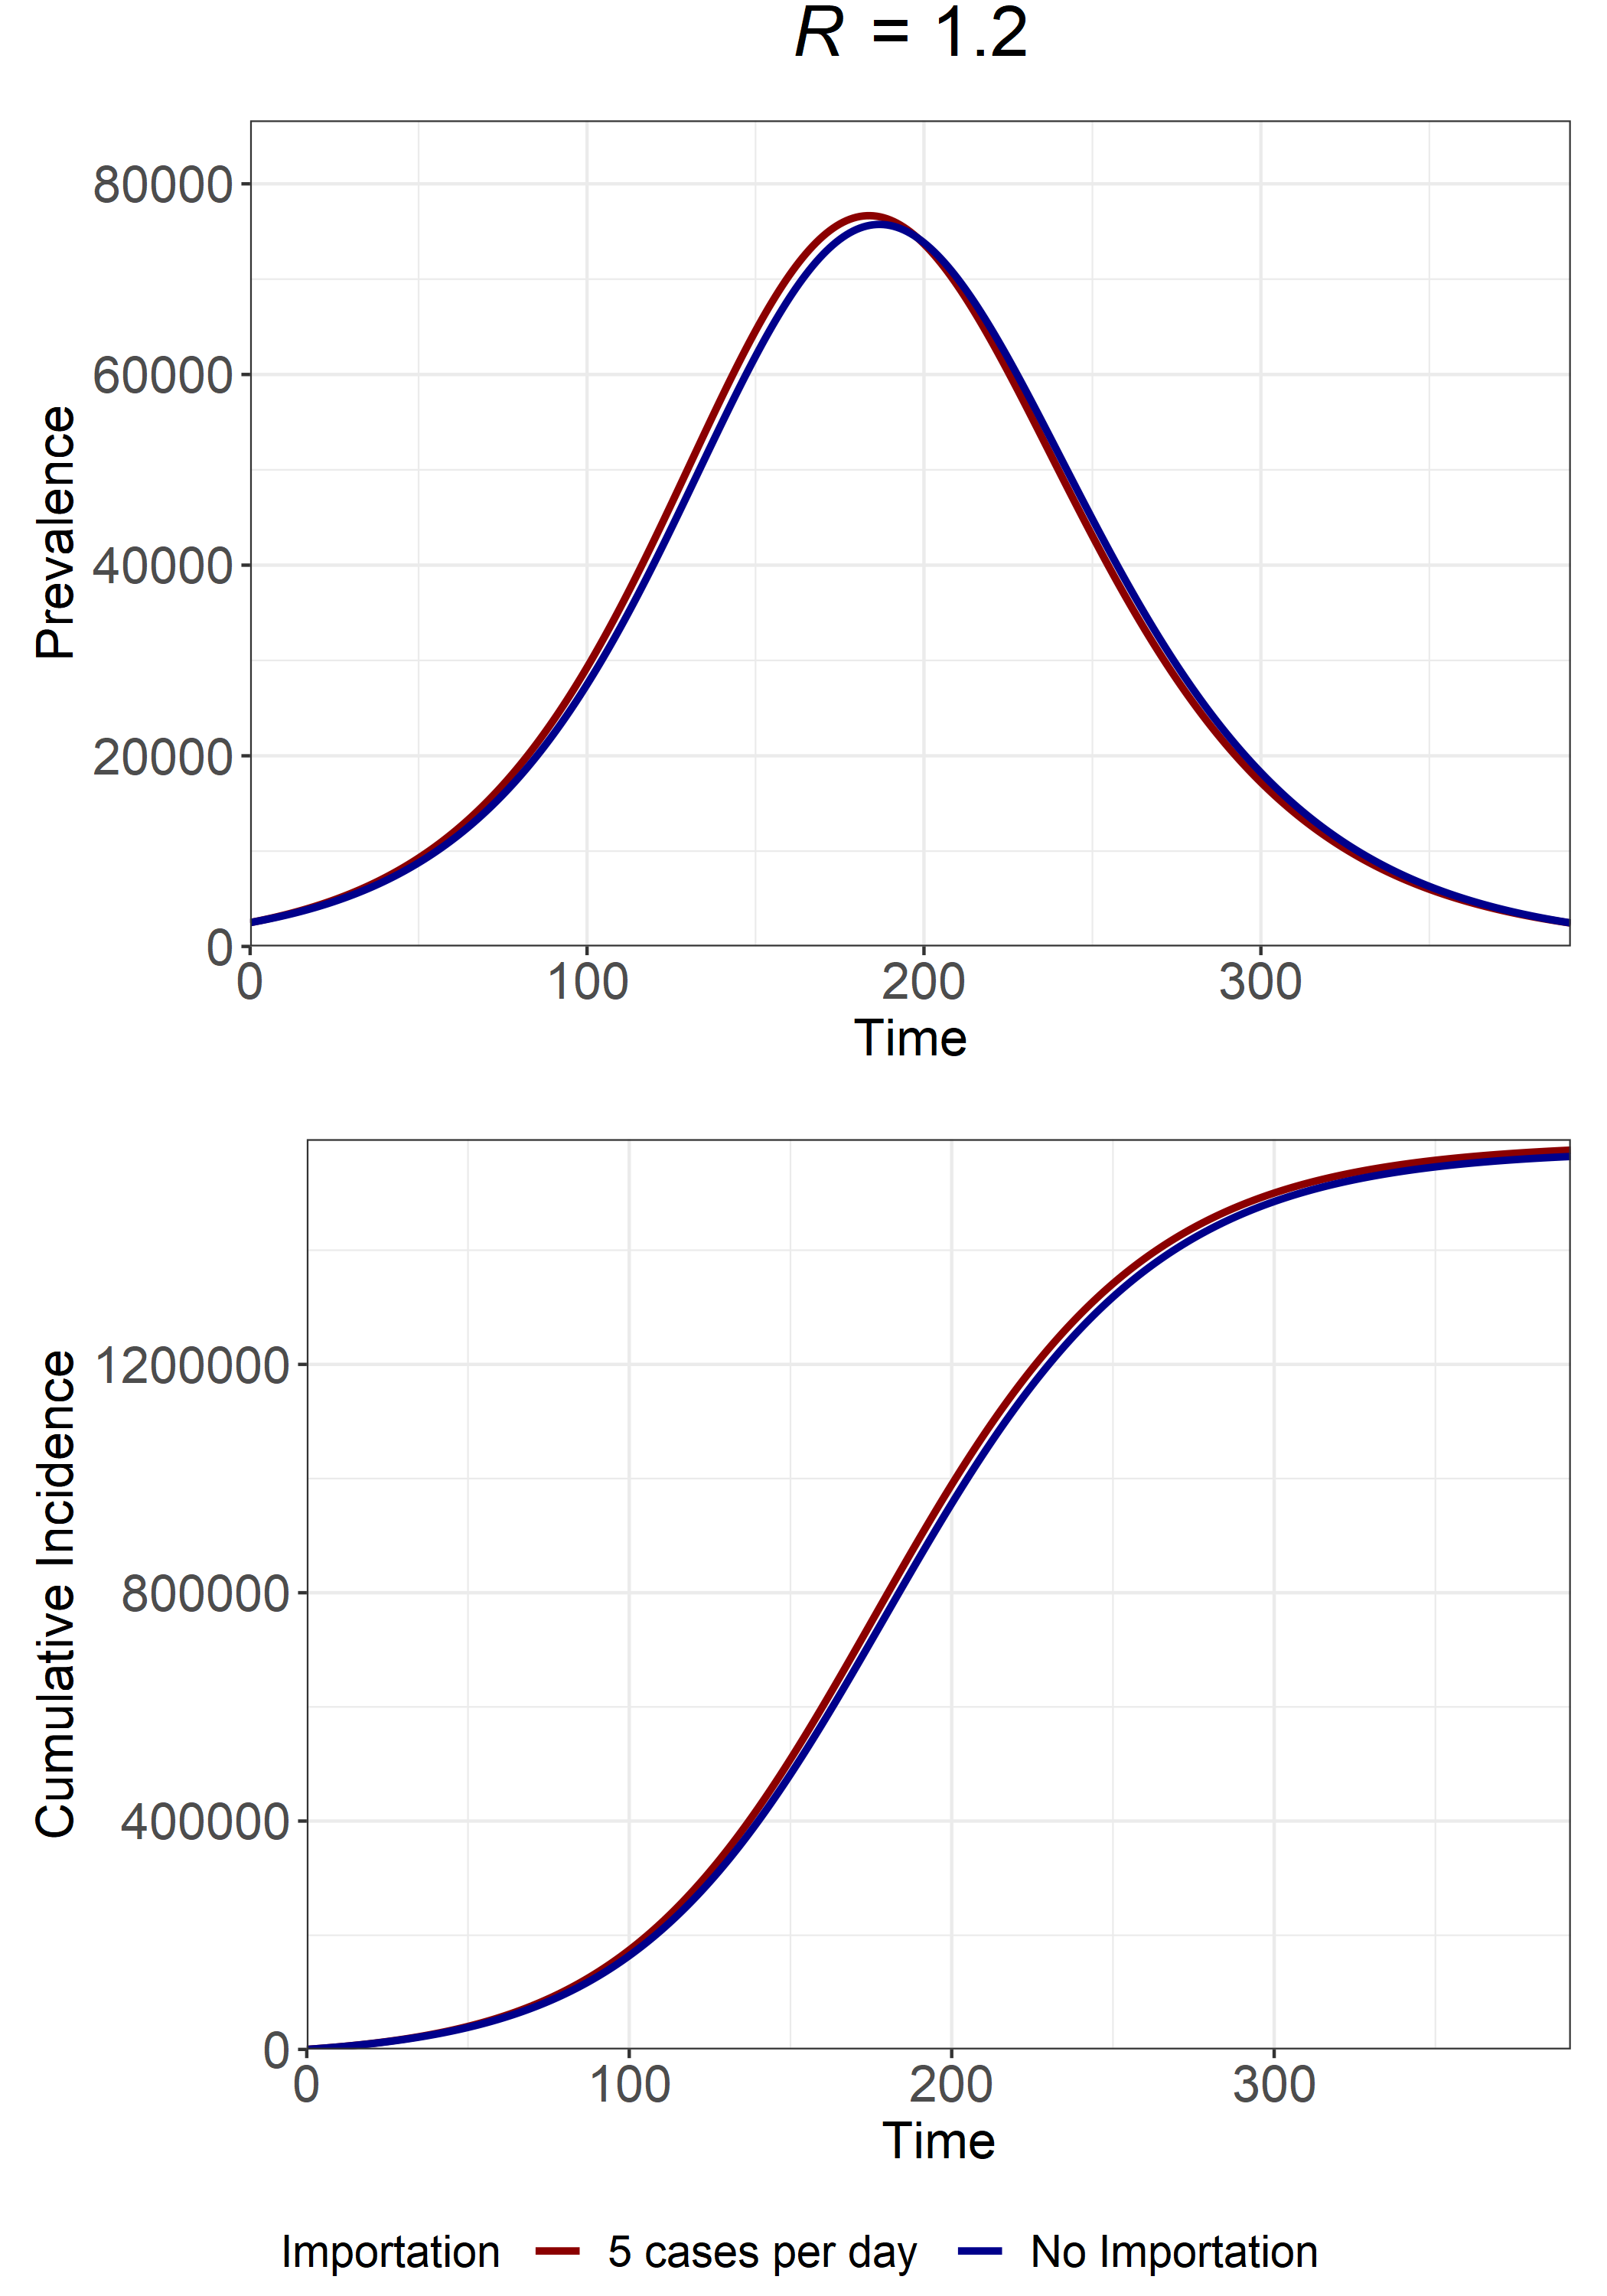 R = 1.2
80000
60000
40000
20000
0
Prevalence
0 100 200 300
Time
1200000
800000
400000
0
Cumulative Incidence
0 100 200 300
Time
Importation 5 cases per day No Importation